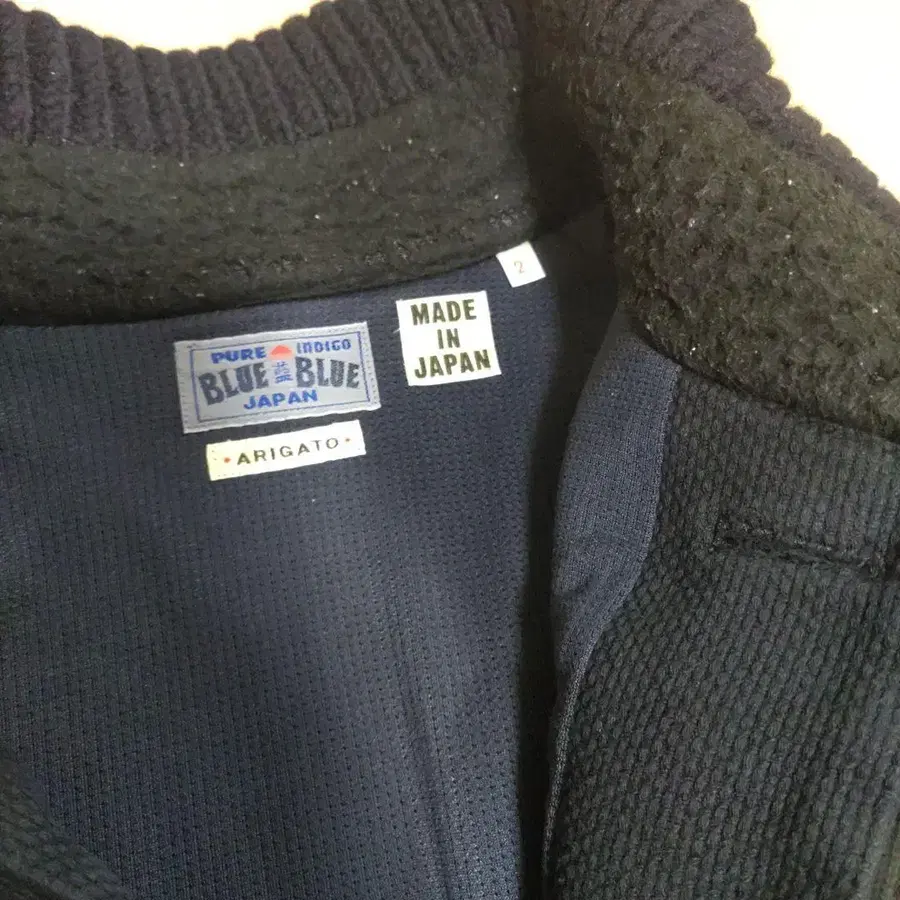 PURE INDIGO
BLUE BLUE
JAPAN
ARIGATO
MADE
IN
JAPAN
2